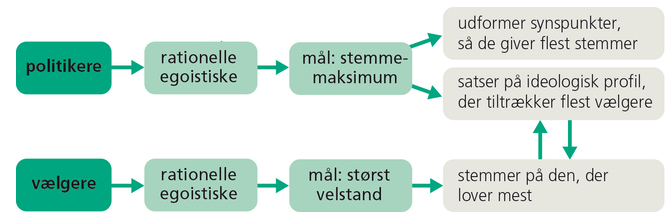 politikere
rationelle
egoistiske
mål: stemme-
maksimum
udformer synspunkter,
så de giver flest stemmer
satser på ideologisk profil,
der tiltrækker flest vælgere
vælgere
rationelle
egoistiske
mål: størst
velstand
stemmer på den, der
lover mest